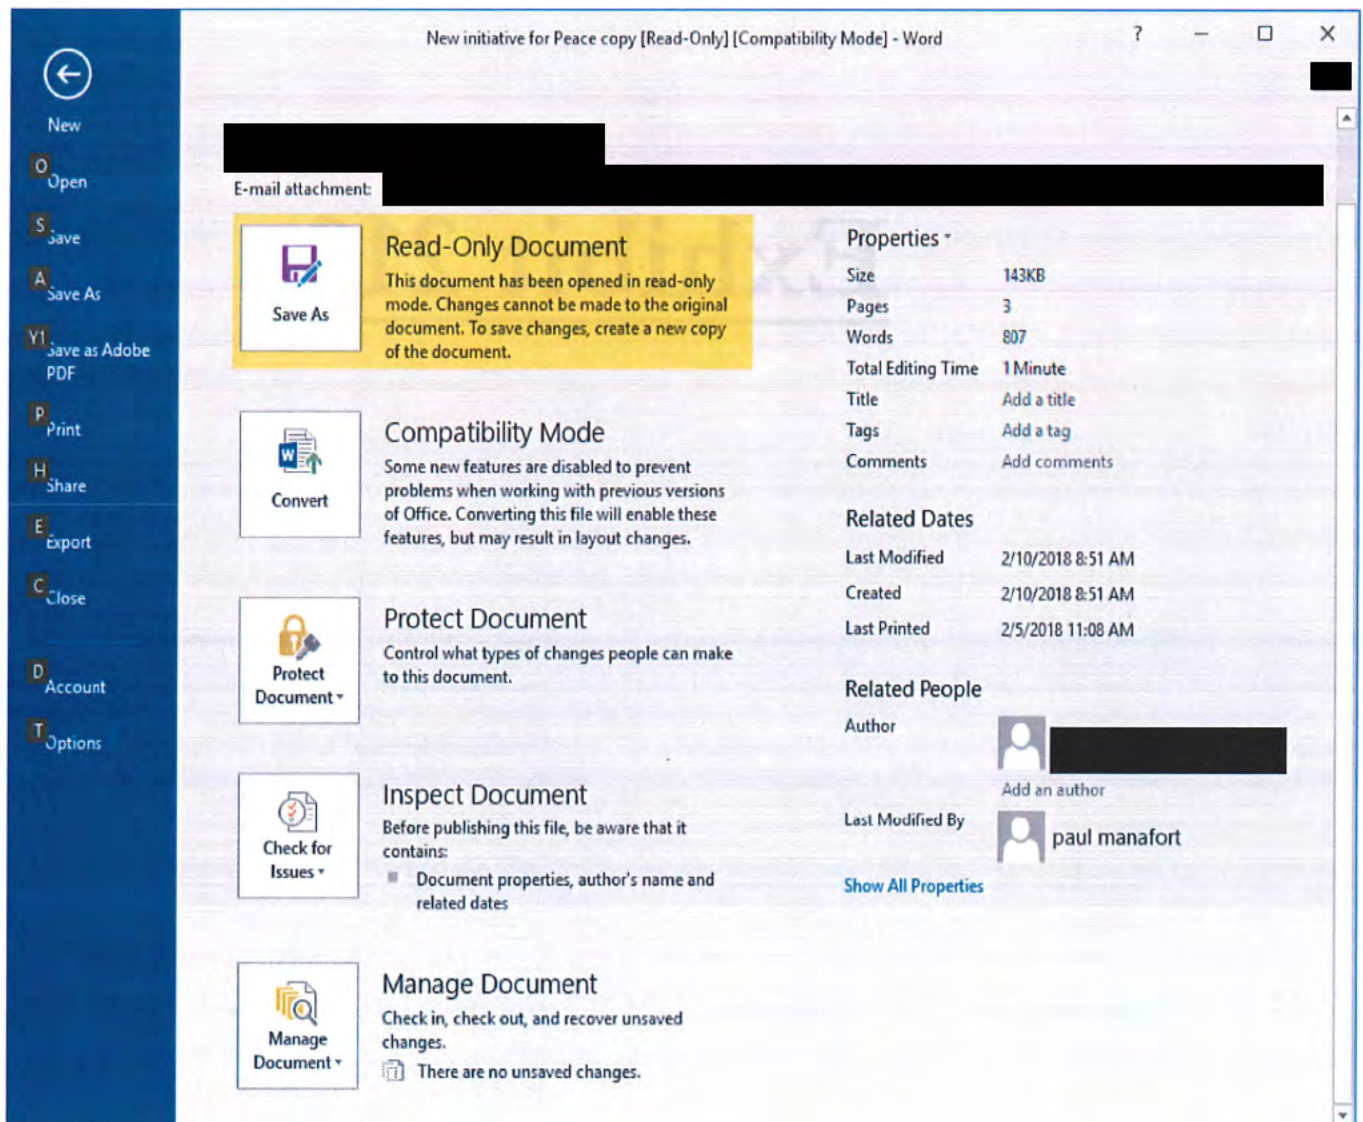 New initiative for Peace copy [Read-Only] [Compatibility Mode] - Word
?
New
O
Open
S
Save
A
Save As
Y1
Save as Adobe
PDF
P
Print
H
Share
E
Export
C
Close
D
Account
T
Options
E-mail attachment:
Save As
Read-Only Document
This document has been opened in read-only
mode. Changes cannot be made to the original
document. To save changes, create a new copy
of the document.
Convert
Compatibility Mode
Some new features are disabled to prevent
problems when working with previous versions
of Office. Converting this file will enable these
features, but may result in layout changes.
Protect
Document
Protect Document
Control what types of changes people can make
to this document.
Check for
Issues
Inspect Document
Before publishing this file, be aware that it
contains:
Document properties, author's name and
related dates
Manage
Document
Manage Document
Check in, check out, and recover unsaved
changes.
There are no unsaved changes.
Properties
Size 143KB
Pages 3
Words 807
Total Editing Time 1 Minute
Title Add a title
Tags Add a tag
Comments Add comments
Related Dates
Last Modified 2/10/2018 8:51 AM
Created 2/10/2018 8:51 AM
Last Printed 2/5/2018 11:08 AM
Related People
Author
Add an author
Last Modified By paul manafort
Show All Properties